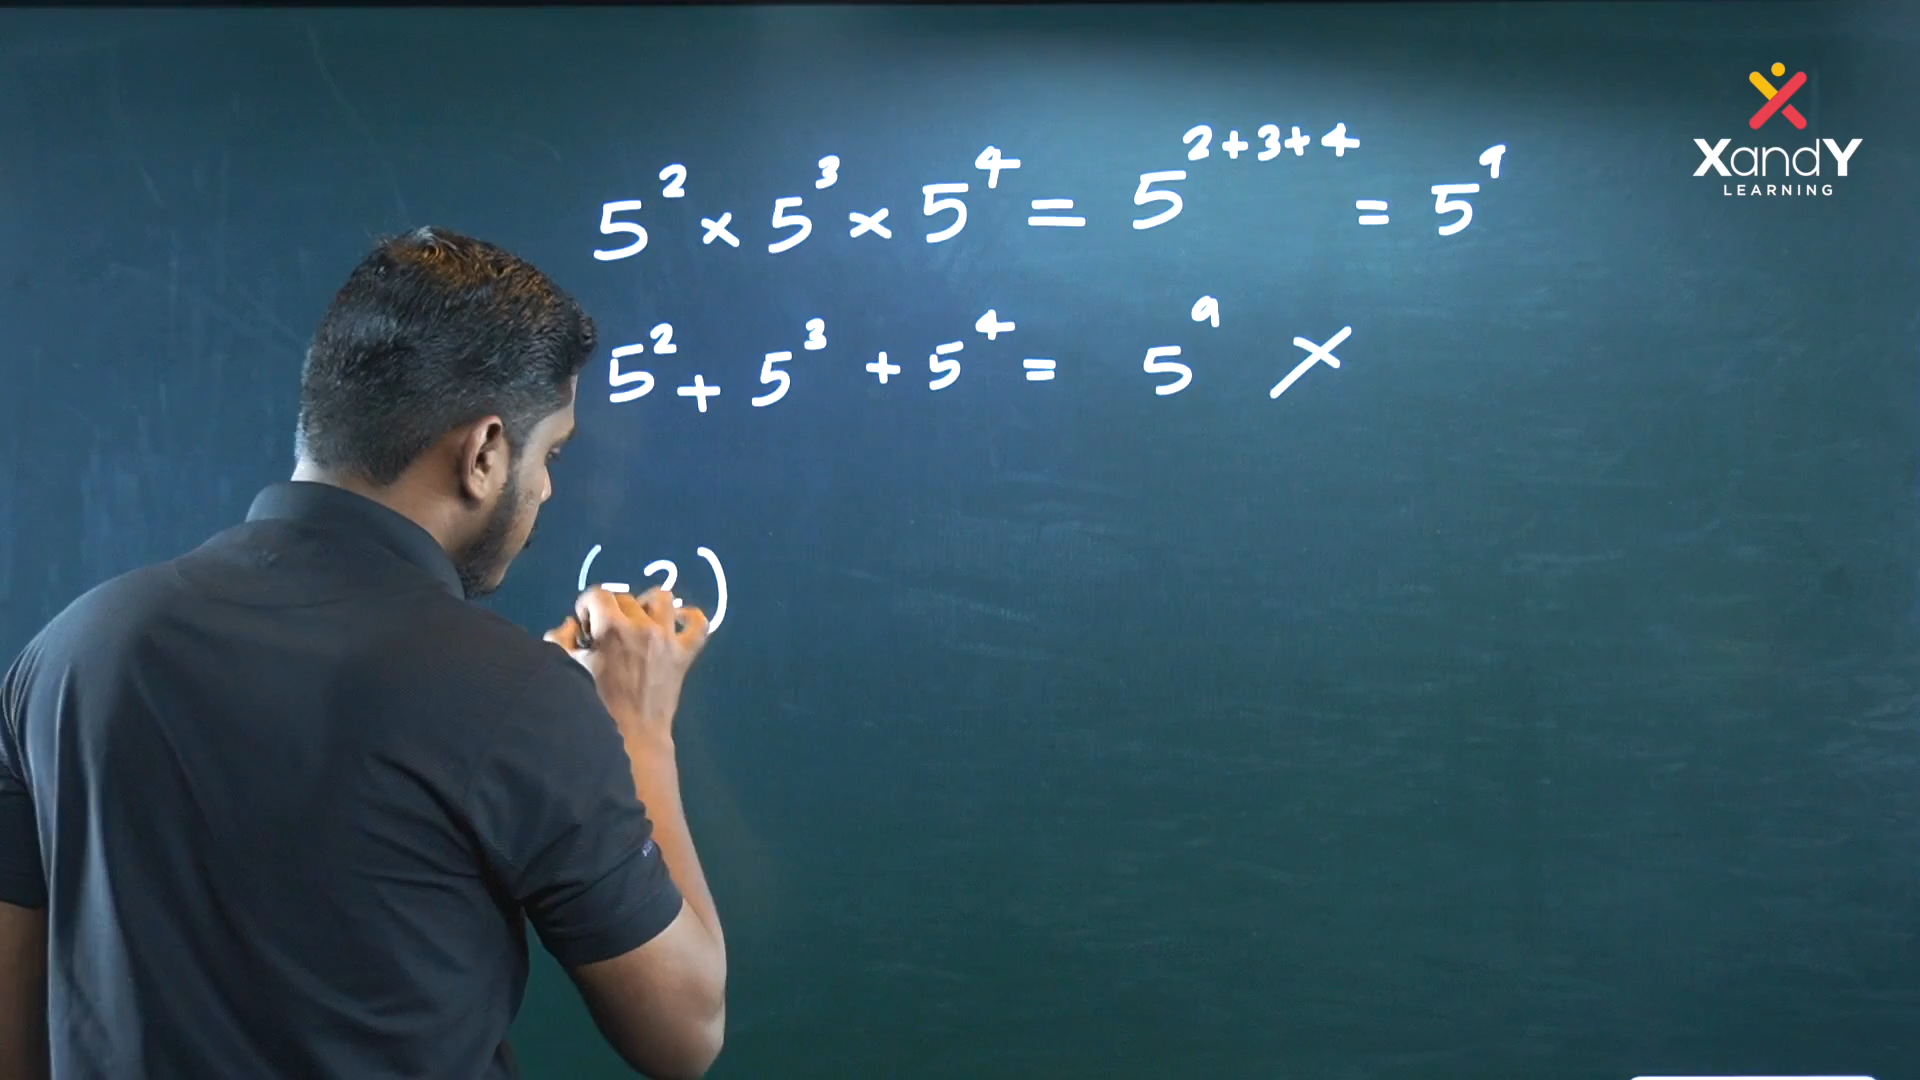 5² × 5³ × 5⁴ = 5²⁺³⁺⁴ = 5⁹
5² + 5³ + 5⁴ = 5⁹ ×
(-2)
XandY
LEARNING